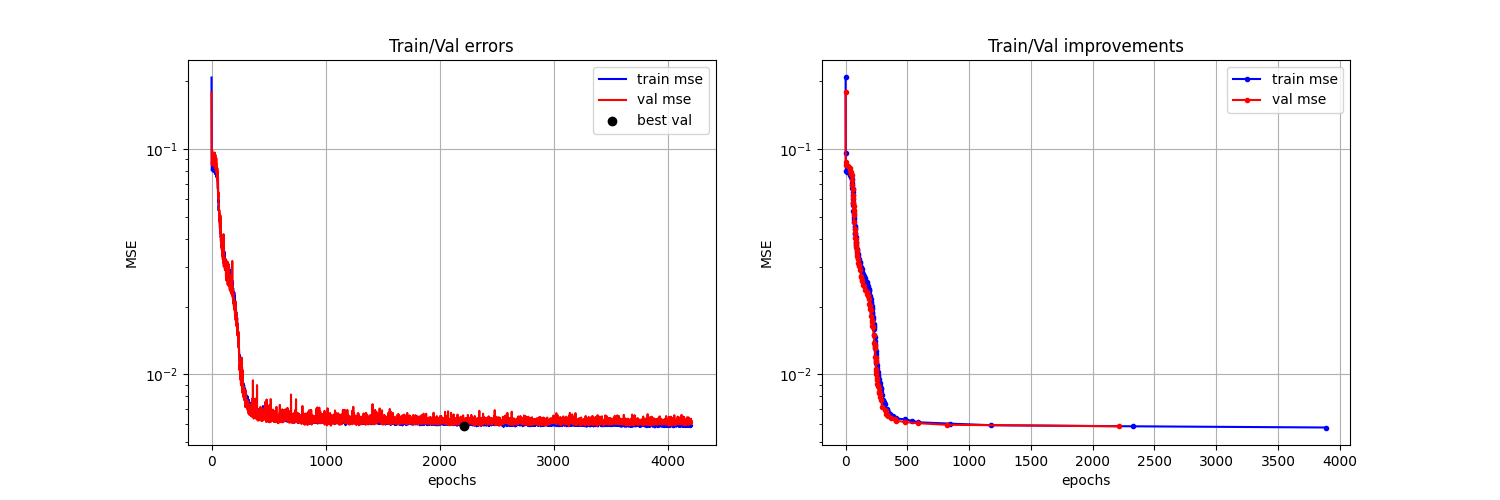 Train/Val errors
train mse
val mse
best val
10⁻¹
10⁻²
MSE
0
1000
2000
3000
4000
epochs
Train/Val improvements
train mse
val mse
10⁻¹
10⁻²
MSE
0
500
1000
1500
2000
2500
3000
3500
4000
epochs